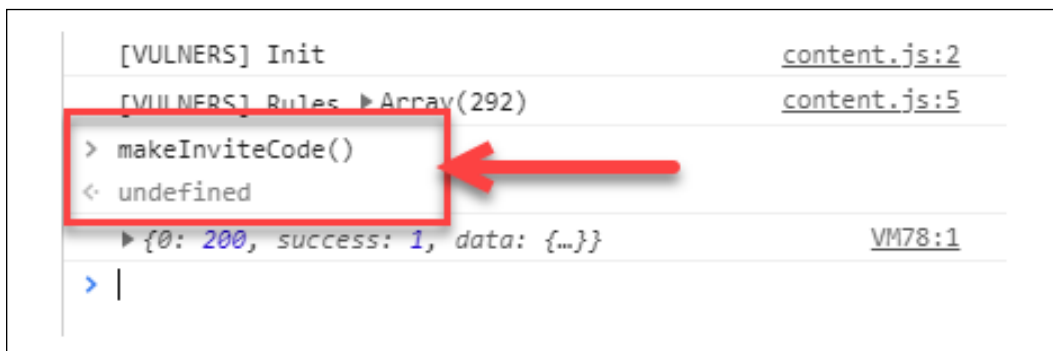 [VULNERS] Init content.js:2
[VULNERS] Rules ▶Array(292) content.js:5
> makeInviteCode()
<· undefined
▶{0: 200, success: 1, data: {…}} VM78:1
>